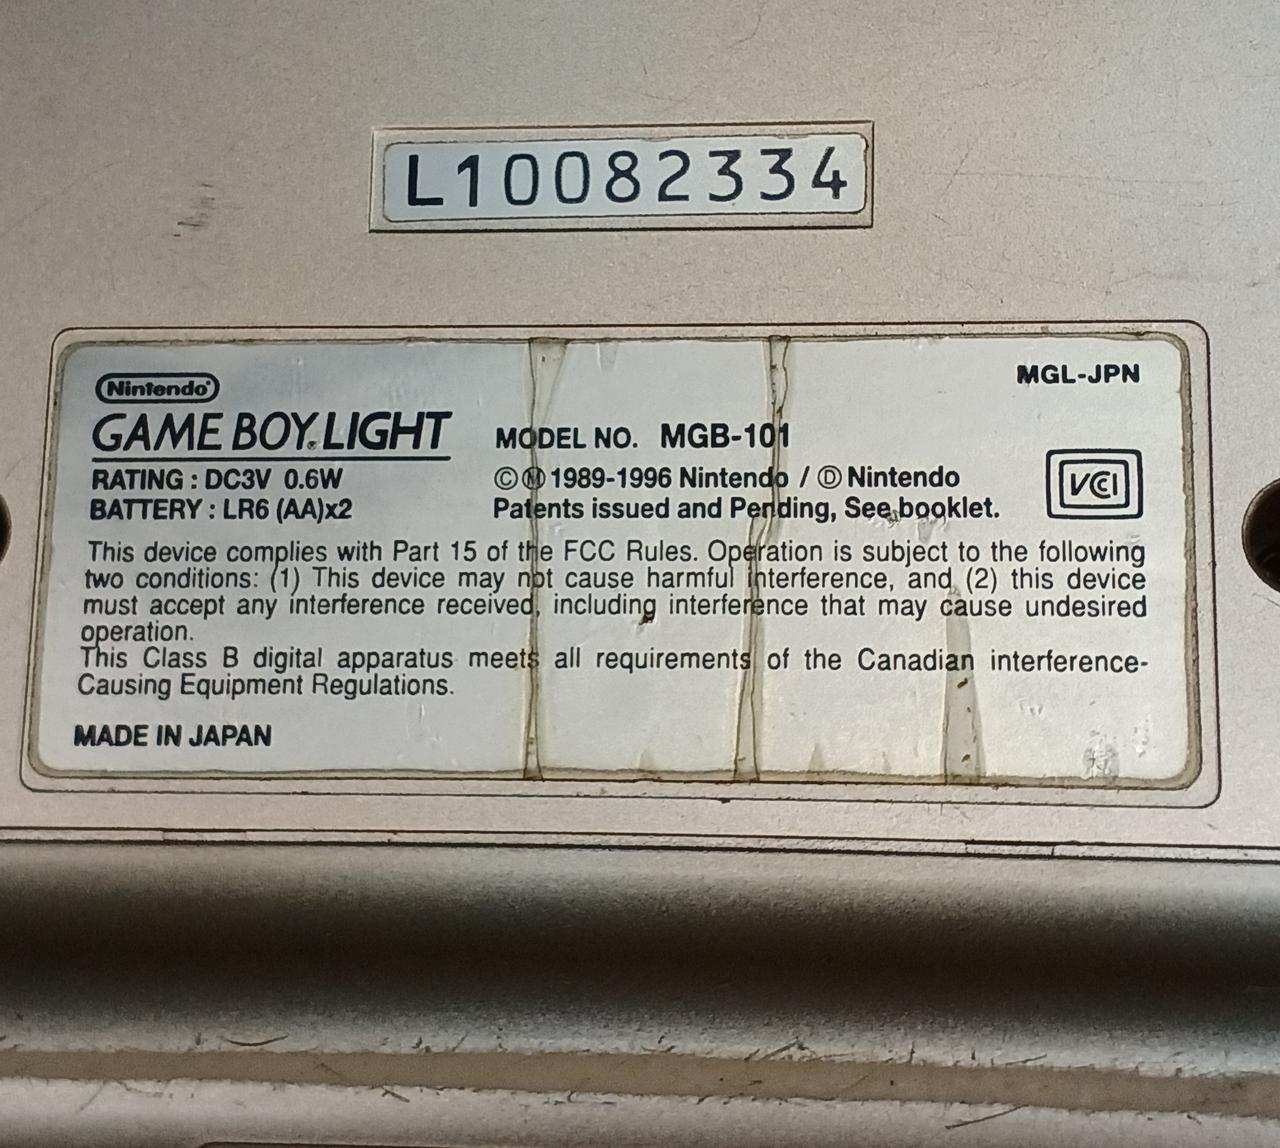 L10082334
Nintendo®
MGL-JPN
GAME BOY® LIGHT
MODEL NO. MGB-101
RATING : DC3V 0.6W
©Ⓜ 1989-1996 Nintendo / Ⓓ Nintendo
VCI
BATTERY : LR6 (AA)x2
Patents issued and Pending, See booklet.
This device complies with Part 15 of the FCC Rules. Operation is subject to the following
two conditions: (1) This device may not cause harmful interference, and (2) this device
must accept any interference received, including interference that may cause undesired
operation.
This Class B digital apparatus meets all requirements of the Canadian interference-
Causing Equipment Regulations.
MADE IN JAPAN